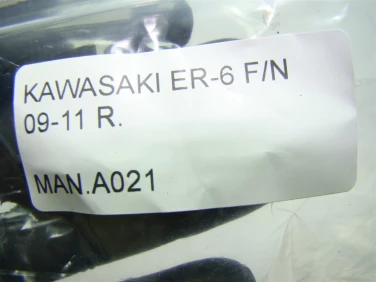 KAWASAKI ER-6 F/N
09-11 R.
MAN.A021